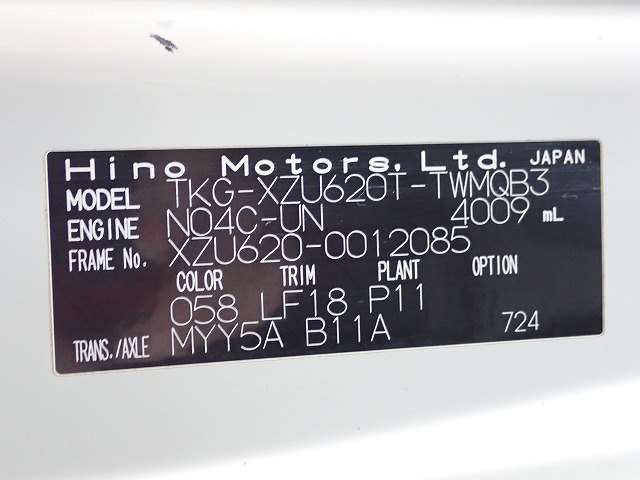 Hino Motors, Ltd. JAPAN
MODEL TKG-XZU620T-TWMQB3
ENGINE N04C-UN 4009 mL
FRAME No. XZU620-0012085
COLOR TRIM PLANT OPTION
058 LF18 P11
TRANS./AXLE MYY5A B11A 724